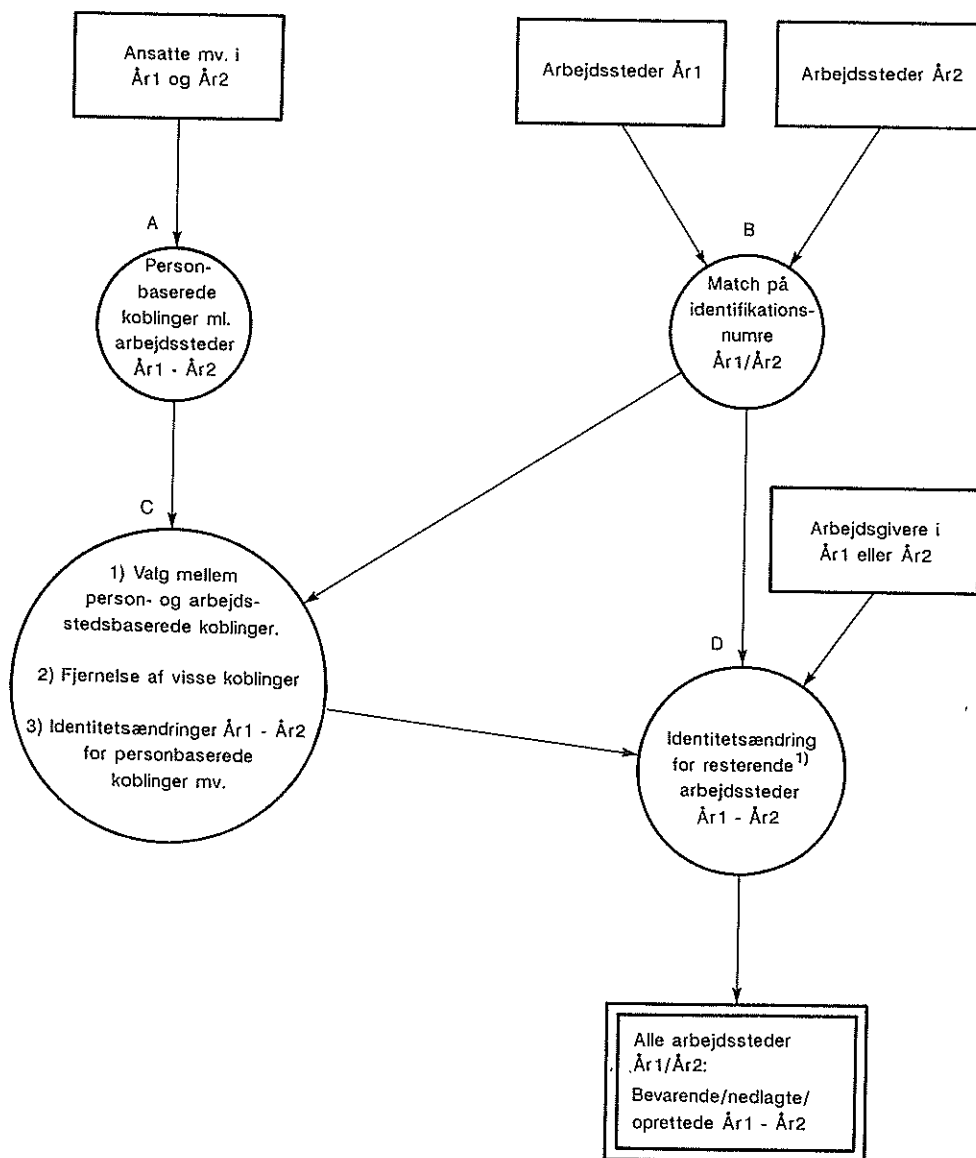 Ansatte mv. i
År1 og År2
Arbejdssteder År1
Arbejdssteder År2
A
Person-
baserede
koblinger ml.
arbejdssteder
År1 - År2
B
Match på
identifikations-
numre
År1/År2
C
1) Valg mellem
person- og arbejds-
stedsbaserede
koblinger.
2) Fjernelse af visse koblinger
3) Identitetsændringer År1 - År2
for personbaserede
koblinger mv.
Arbejdsgivere i
År1 eller År2
D
Identitetsændring
for resterende 1)
arbejdssteder
År1 - År2
Alle arbejdssteder
År1/År2:
Bevarende/nedlagte/
oprettede År1 - År2